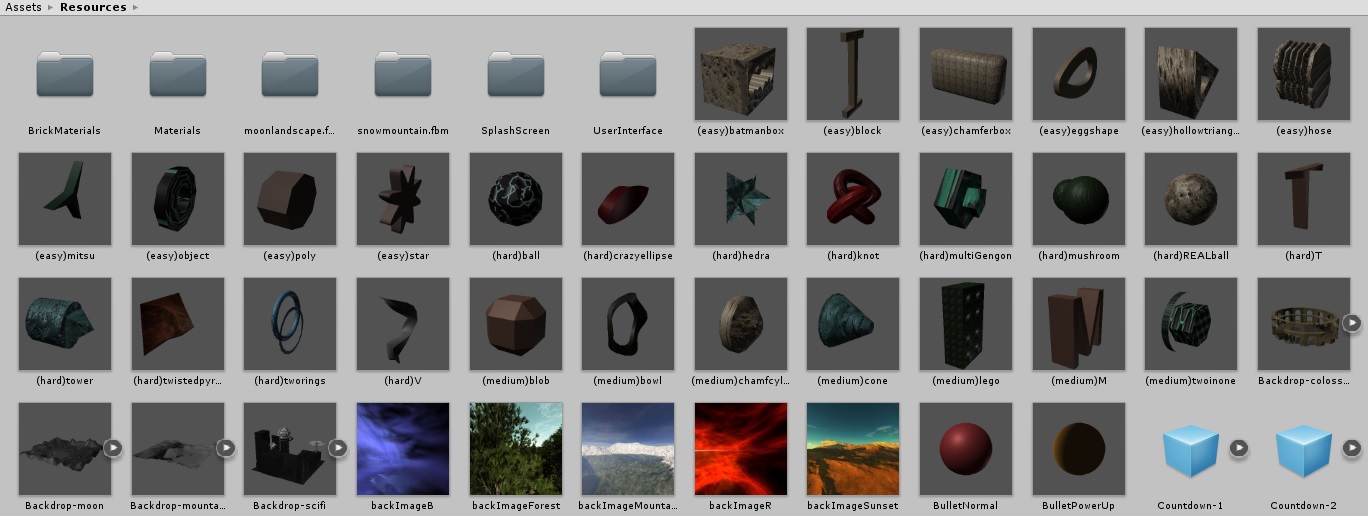 Assets ▸ Resources ▸
BrickMaterials Materials moonlandscape.f... snowmountain.fbm SplashScreen UserInterface (easy)batmanbox (easy)block (easy)chamferbox (easy)eggshape (easy)hollowtriang... (easy)hose
(easy)mitsu (easy)object (easy)poly (easy)star (hard)ball (hard)crazyellipse (hard)hedra (hard)knot (hard)multiGengon (hard)mushroom (hard)REALball (hard)T
(hard)tower (hard)twistedpyr... (hard)tworings (hard)V (medium)blob (medium)bowl (medium)chamfcyl... (medium)cone (medium)lego (medium)M (medium)twoinone Backdrop-coloss...
Backdrop-moon Backdrop-mounta... Backdrop-scifi backImageB backImageForest backImageMounta... backImageR backImageSunset BulletNormal BulletPowerUp Countdown-1 Countdown-2